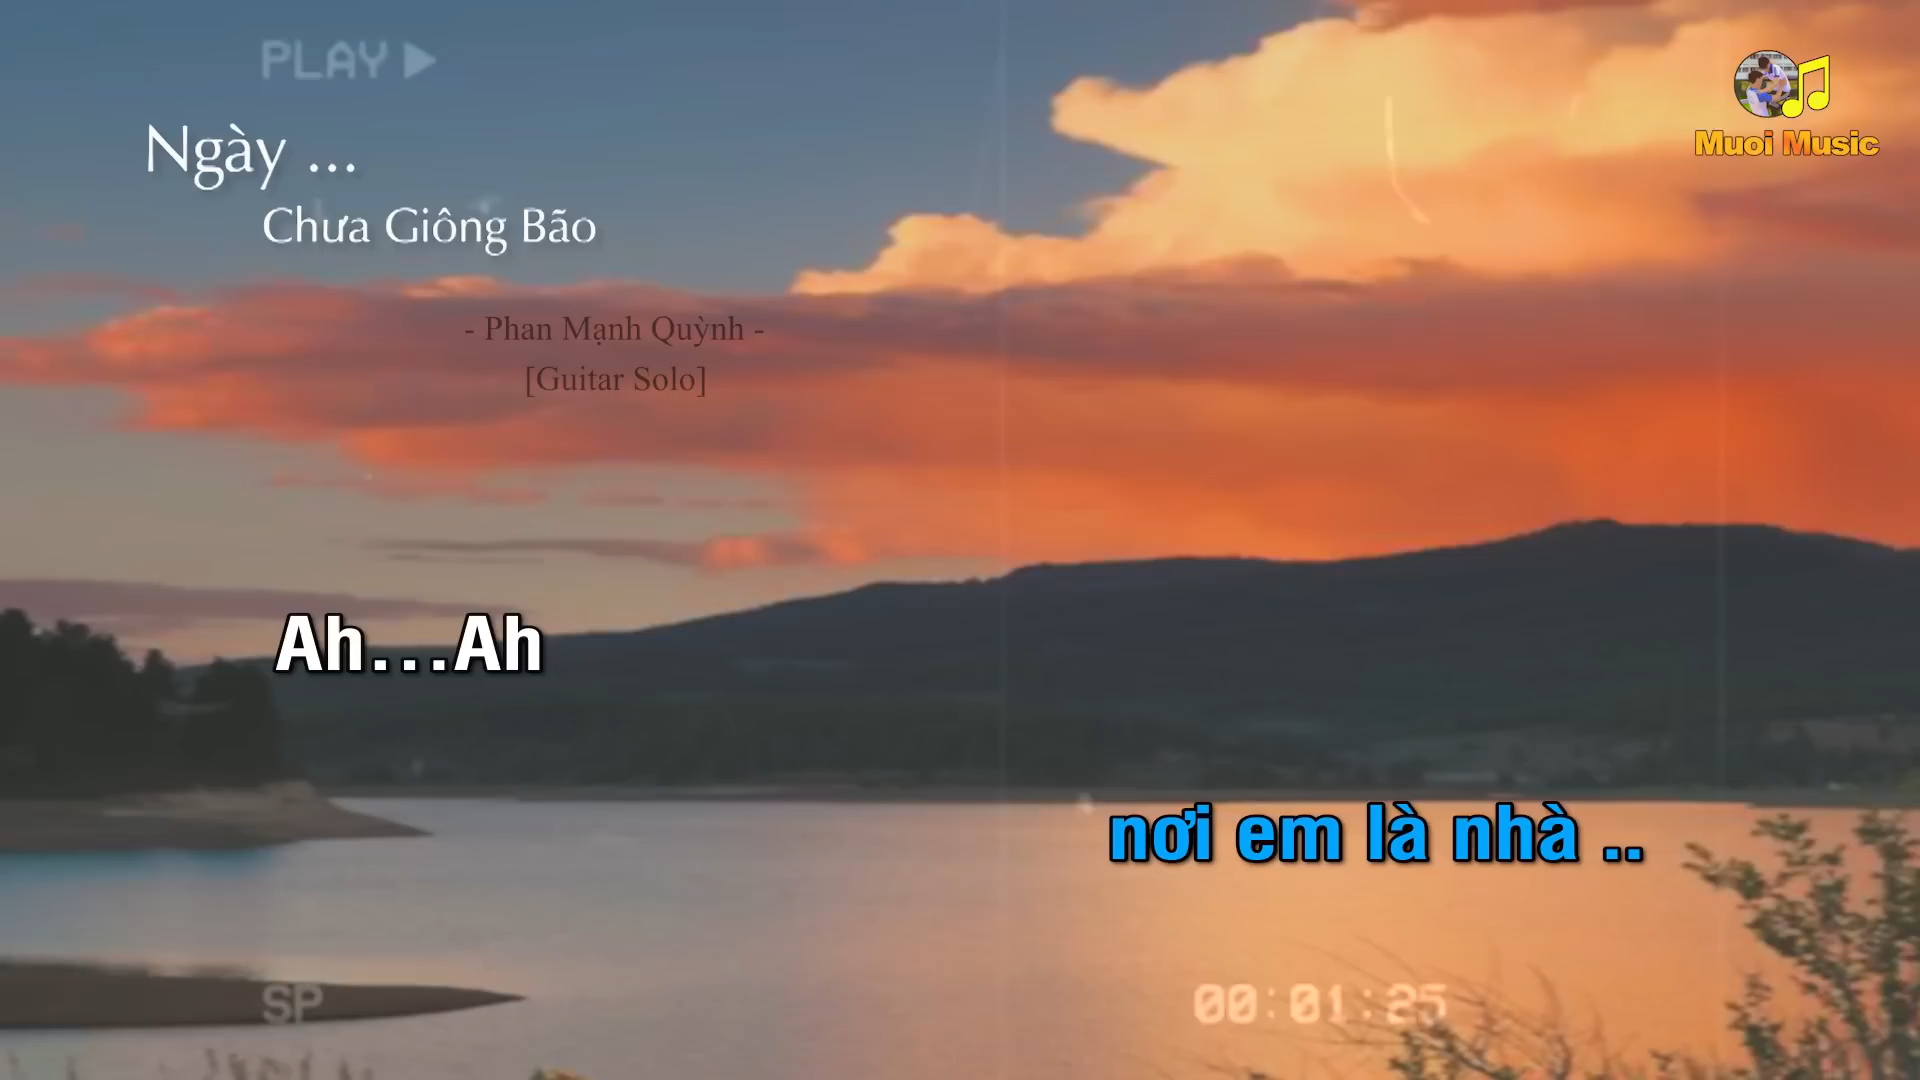 PLAY
Muoi Music
Ngày ...
Chưa Giông Bão
- Phan Mạnh Quỳnh -
[Guitar Solo]
Ah...Ah
nơi em là nhà ..
SP
00:01:25